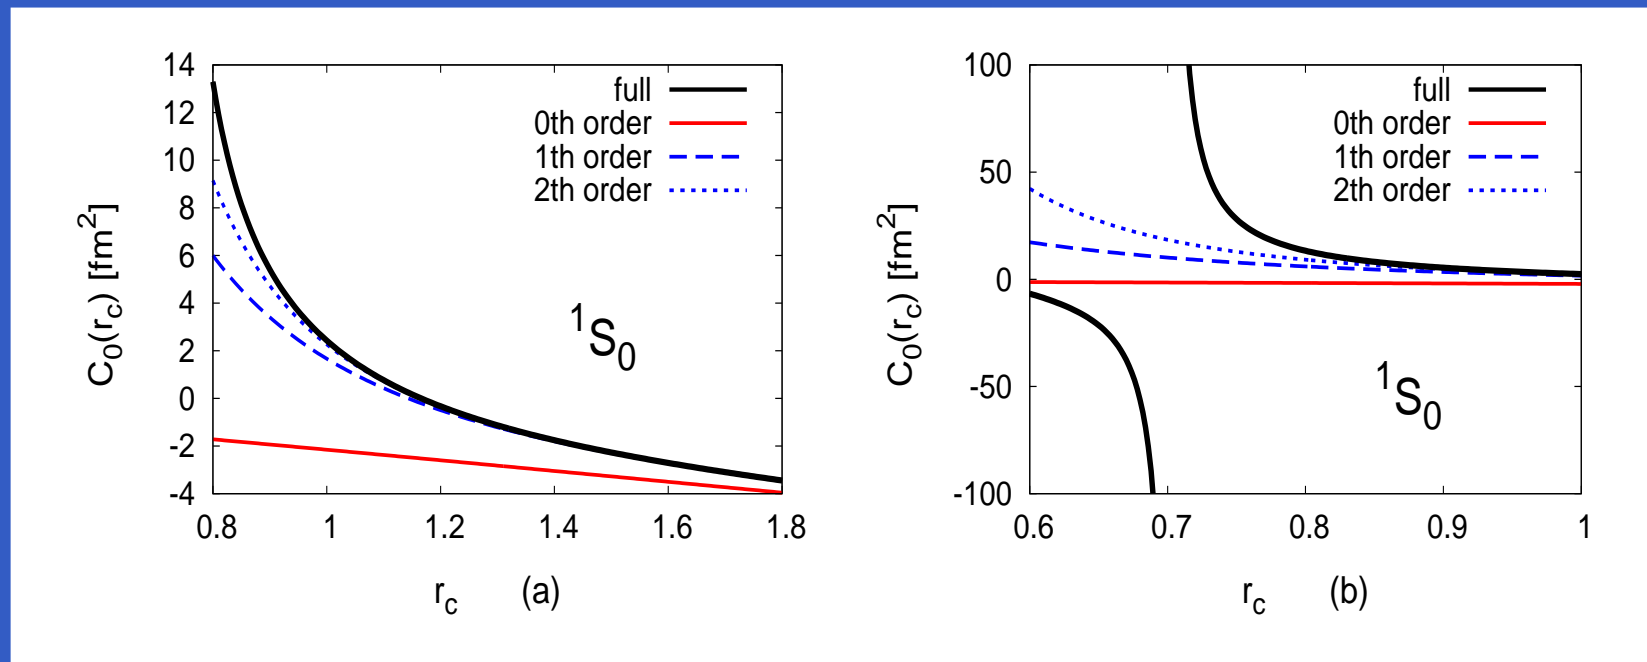 14
12
10
8
6
4
2
0
-2
-4
C0(rc) [fm2]
full
0th order
1th order
2th order
1S0
0.8 1 1.2 1.4 1.6 1.8
rc (a)
100
50
0
-50
-100
C0(rc) [fm2]
full
0th order
1th order
2th order
1S0
0.6 0.7 0.8 0.9 1
rc (b)